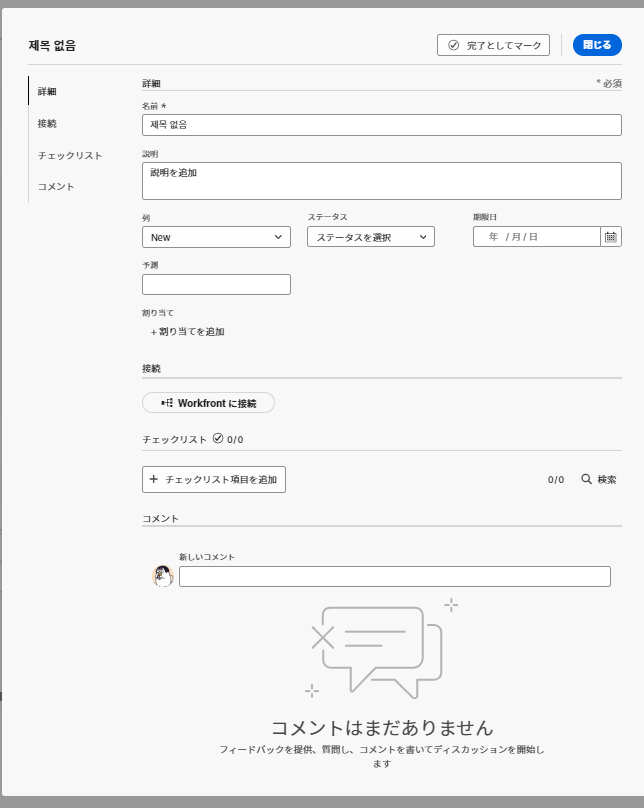 제목 없음
完了としてマーク
閉じる
詳細
接続
チェックリスト
コメント
詳細
* 必須
名前 *
제목 없음
説明
説明を追加
列
ステータス
期限日
New
ステータスを選択
年 / 月 / 日
予測
割り当て
+ 割り当てを追加
接続
Workfront に接続
チェックリスト 0/0
+ チェックリスト項目を追加
0/0
検索
コメント
新しいコメント
コメントはまだありません
フィードバックを提供、質問し、コメントを書いてディスカッションを開始し
ます